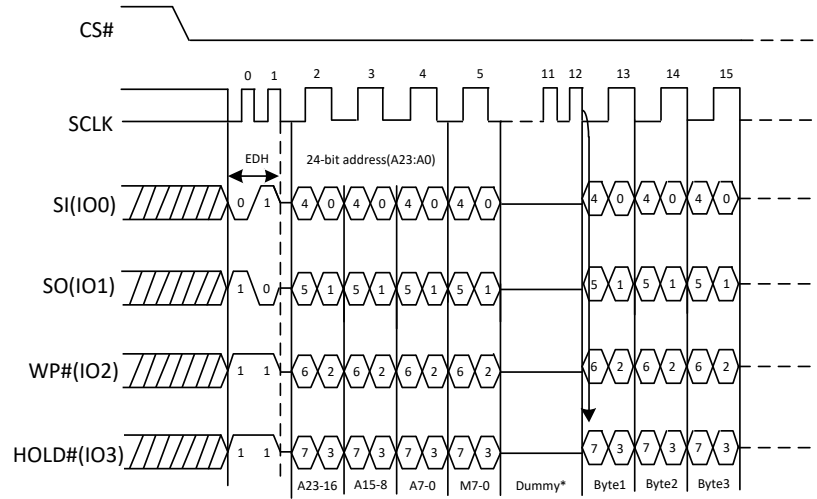 CS#
0 1 2 3 4 5 11 12 13 14 15
SCLK
EDH 24-bit address(A23:A0)
SI(IO0) 0 1 4 0 4 0 4 0 4 0 4 0 4 0 4 0
SO(IO1) 1 0 5 1 5 1 5 1 5 1 5 1 5 1 5 1
WP#(IO2) 1 1 6 2 6 2 6 2 6 2 6 2 6 2 6 2
HOLD#(IO3) 1 1 7 3 7 3 7 3 7 3 7 3 7 3 7 3
A23-16 A15-8 A7-0 M7-0 Dummy* Byte1 Byte2 Byte3